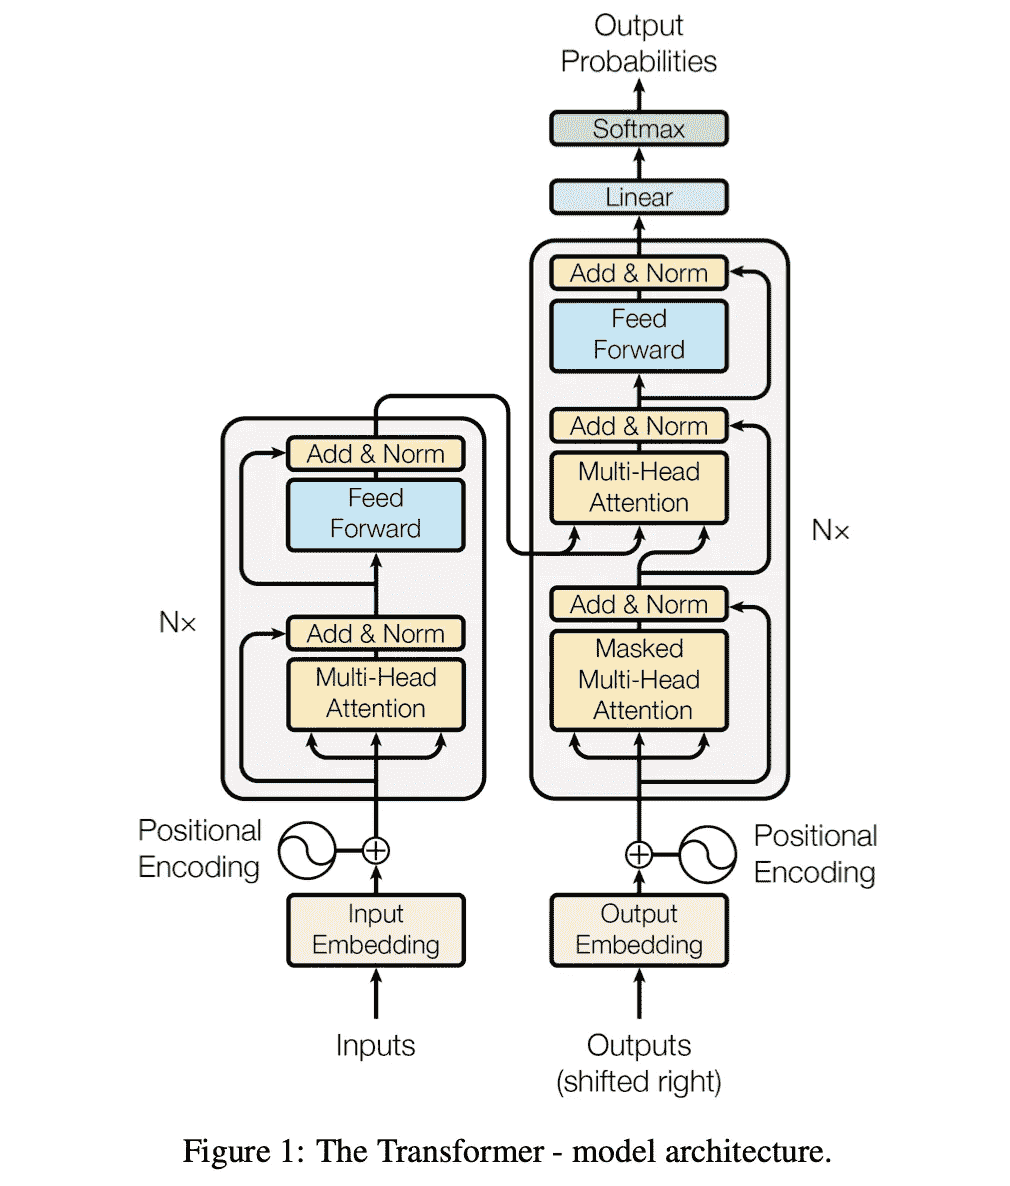 Output
Probabilities
Softmax
Linear
Add & Norm
Feed
Forward
Add & Norm
Multi-Head
Attention
Nx
Add & Norm
Masked
Multi-Head
Attention
Add & Norm
Feed
Forward
Nx
Add & Norm
Multi-Head
Attention
Positional
Encoding
Positional
Encoding
Input
Embedding
Output
Embedding
Inputs
Outputs
(shifted right)
Figure 1: The Transformer - model architecture.